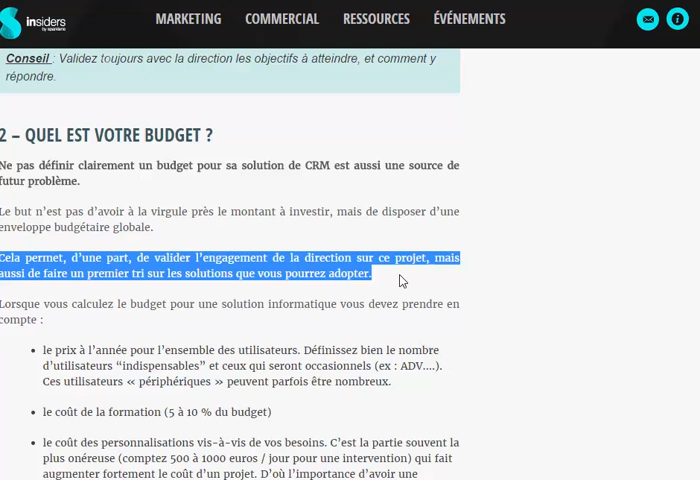 insiders
by sparklane
MARKETING COMMERCIAL RESSOURCES ÉVÉNEMENTS
Conseil : Validez toujours avec la direction les objectifs à atteindre, et comment y
répondre.
2 – QUEL EST VOTRE BUDGET ?
Ne pas définir clairement un budget pour sa solution de CRM est aussi une source de
futur problème.
Le but n’est pas d’avoir à la virgule près le montant à investir, mais de disposer d’une
enveloppe budgétaire globale.
Cela permet, d’une part, de valider l’engagement de la direction sur ce projet, mais
aussi de faire un premier tri sur les solutions que vous pourrez adopter.
Lorsque vous calculez le budget pour une solution informatique vous devez prendre en
compte :
• le prix à l’année pour l’ensemble des utilisateurs. Définissez bien le nombre
d’utilisateurs “indispensables” et ceux qui seront occasionnels (ex : ADV....).
Ces utilisateurs « périphériques » peuvent parfois être nombreux.
• le coût de la formation (5 à 10 % du budget)
• le coût des personnalisations vis-à-vis de vos besoins. C’est la partie souvent la
plus onéreuse (comptez 500 à 1000 euros / jour pour une intervention) qui fait
augmenter fortement le coût d’un projet. D’où l’importance d’avoir une